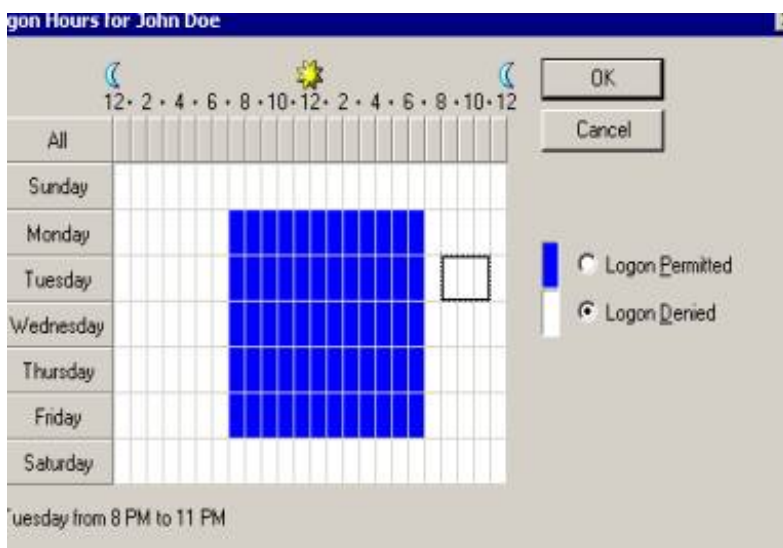 gon Hours for John Doe
12 · 2 · 4 · 6 · 8 · 10 · 12 · 2 · 4 · 6 · 8 · 10 · 12
OK
Cancel
All
Sunday
Monday
Tuesday
Wednesday
Thursday
Friday
Saturday
Logon Permitted
Logon Denied
Tuesday from 8 PM to 11 PM